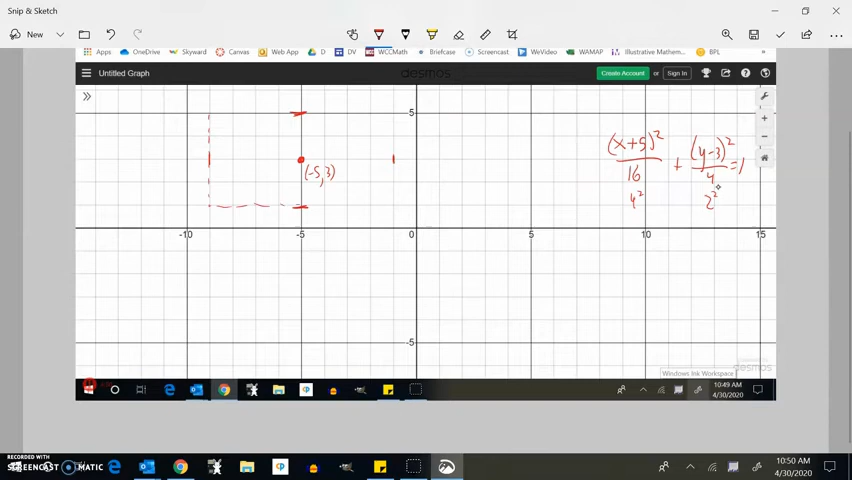 Snip & Sketch
New
Apps OneDrive Skyward Canvas Web App D DV WCCMath Briefcase Screencast WeVideo WAMAP Illustrative Mathem... BPL
Untitled Graph
desmos
Create Account or Sign In
5
(-5,3)
(x+5)² / 16 + (y-3)² / 4 = 1
4² 2²
-10 -5 0 5 10 15
-5
desmos
Windows Ink Workspace
10:49 AM
4/30/2020
RECORDED WITH
SCREENCAST MATIC
10:50 AM
4/30/2020